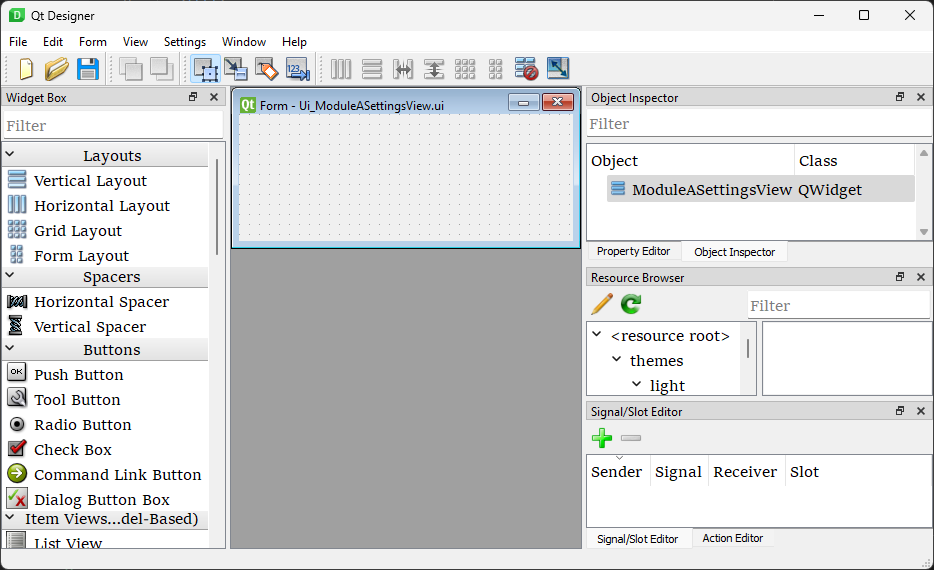 Qt Designer
File Edit Form View Settings Window Help
Widget Box
Filter
Layouts
Vertical Layout
Horizontal Layout
Grid Layout
Form Layout
Spacers
Horizontal Spacer
Vertical Spacer
Buttons
OK
Push Button
Tool Button
Radio Button
Check Box
Command Link Button
Dialog Button Box
Item Views...del-Based)
List View
Qt Form - Ui_ModuleASettingsView.ui
Object Inspector
Filter
Object Class
ModuleASettingsView QWidget
Property Editor Object Inspector
Resource Browser
Filter
<resource root>
themes
light
Signal/Slot Editor
Sender Signal Receiver Slot
Signal/Slot Editor Action Editor